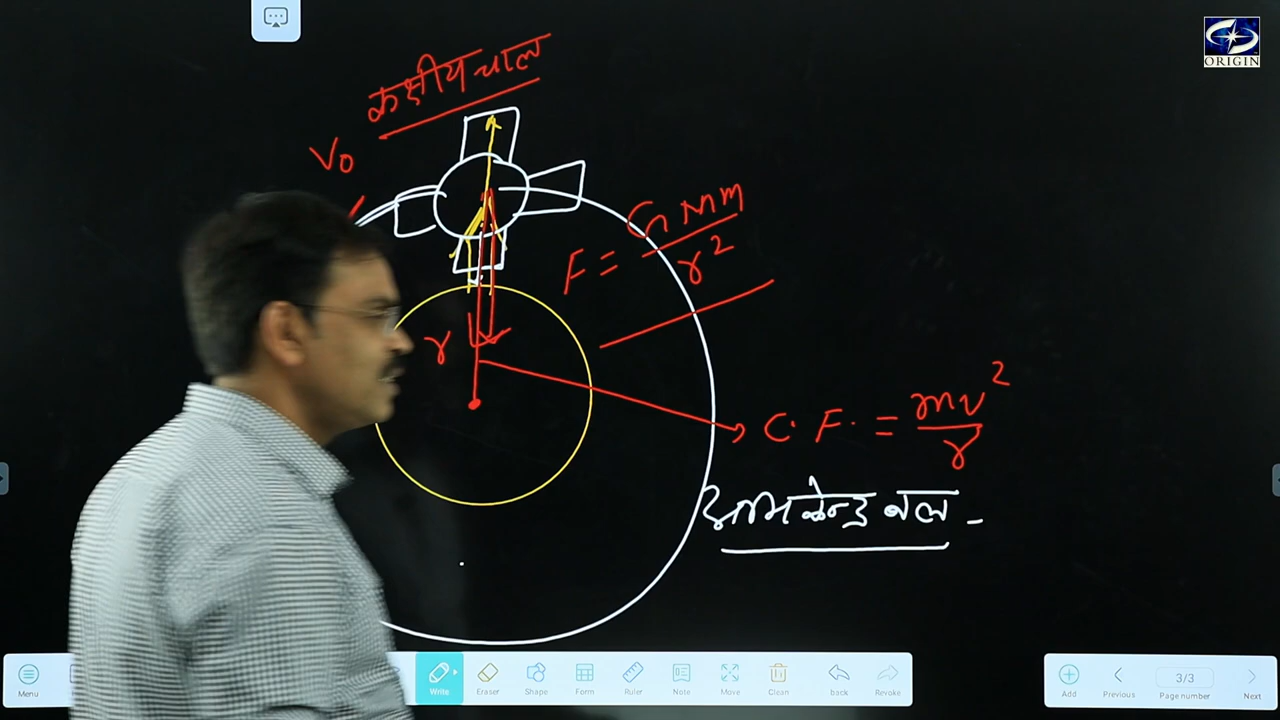 ORIGIN
कक्षीय चाल
V₀
F = GMm / r²
r
C. F. = mv² / r
अभिकेन्द्र बल -
Menu
Write
Eraser
Shape
Form
Ruler
Note
Move
Clean
back
Revoke
Add
Previous
3/3
Page number
Next